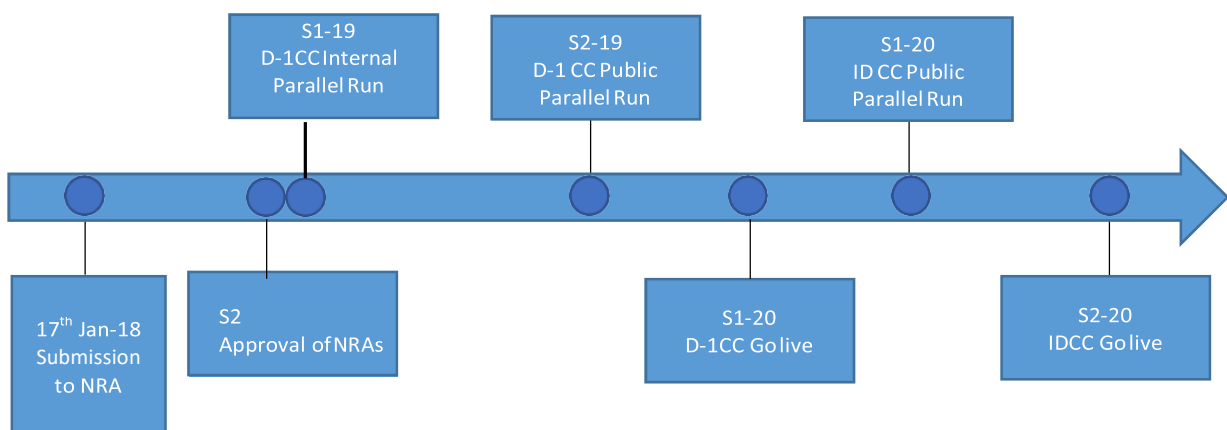 S1-19
D-1CC Internal
Parallel Run
S2-19
D-1 CC Public
Parallel Run
S1-20
ID CC Public
Parallel Run
17th Jan-18
Submission
to NRA
S2
Approval of NRAs
S1-20
D-1CC Go live
S2-20
IDCC Go live